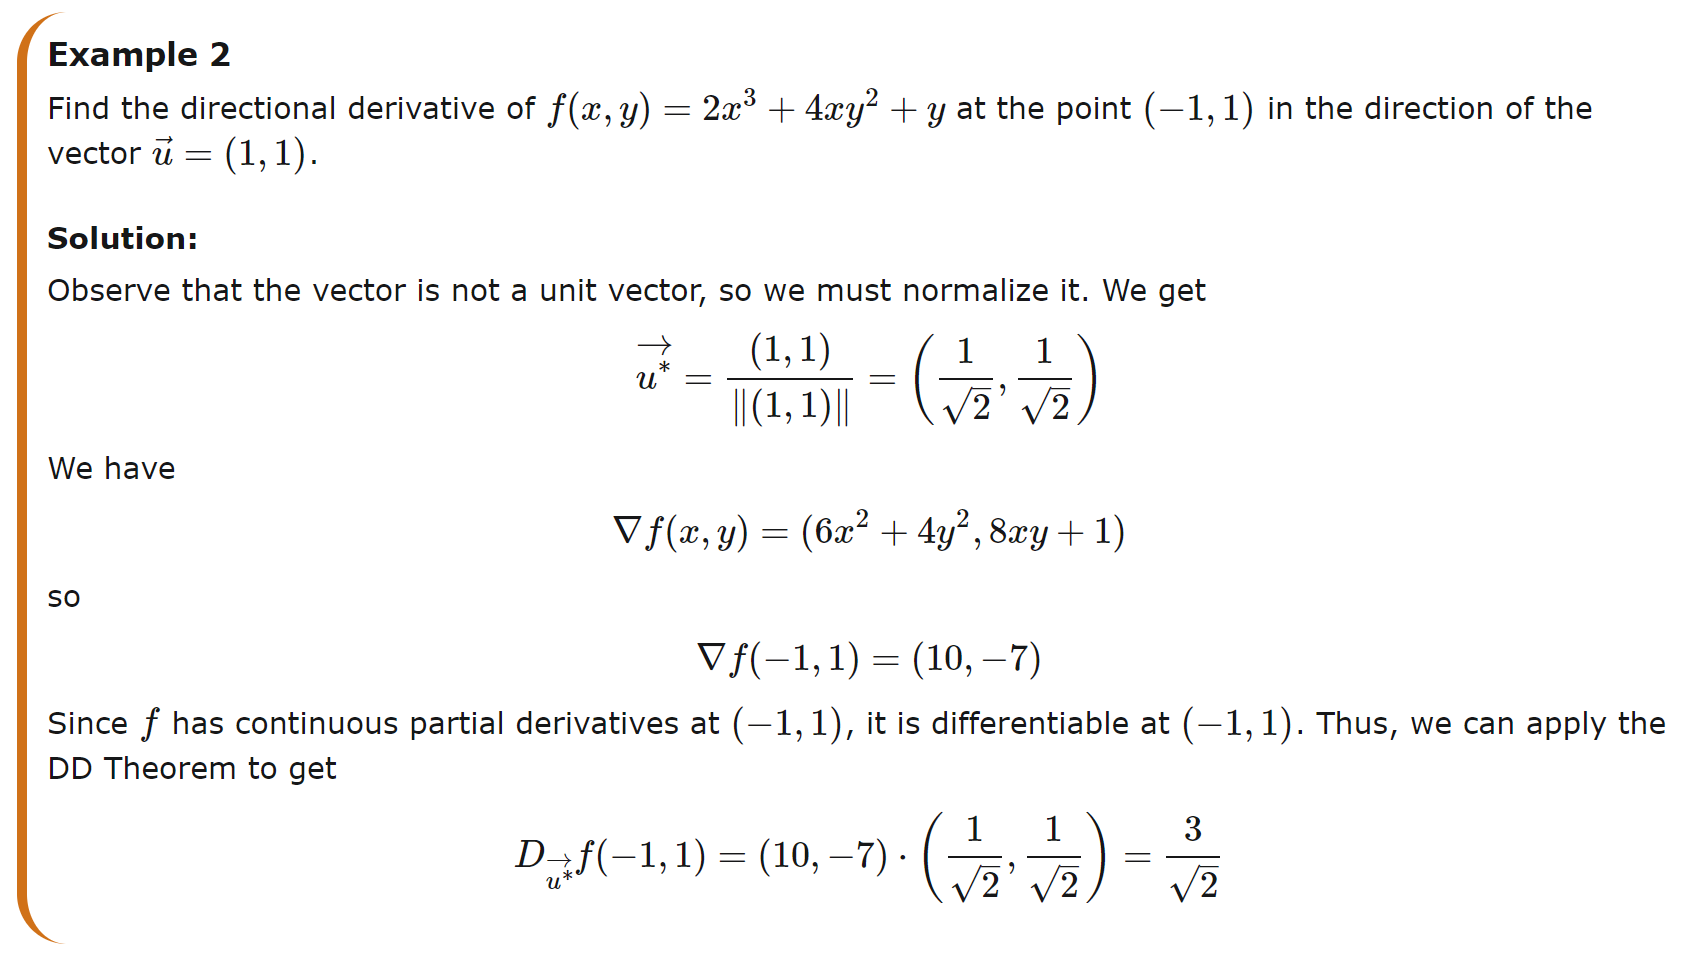 Example 2
Find the directional derivative of $f(x, y) = 2x^3 + 4xy^2 + y$ at the point $(-1, 1)$ in the direction of the
vector $\vec{u} = (1, 1)$.
Solution:
Observe that the vector is not a unit vector, so we must normalize it. We get
$\overrightarrow{u^*} = \frac{(1, 1)}{\|(1, 1)\|} = \left( \frac{1}{\sqrt{2}}, \frac{1}{\sqrt{2}} \right)$
We have
$\nabla f(x, y) = (6x^2 + 4y^2, 8xy + 1)$
so
$\nabla f(-1, 1) = (10, -7)$
Since $f$ has continuous partial derivatives at $(-1, 1)$, it is differentiable at $(-1, 1)$. Thus, we can apply the
DD Theorem to get
$D_{\overrightarrow{u^*}} f(-1, 1) = (10, -7) \cdot \left( \frac{1}{\sqrt{2}}, \frac{1}{\sqrt{2}} \right) = \frac{3}{\sqrt{2}}$